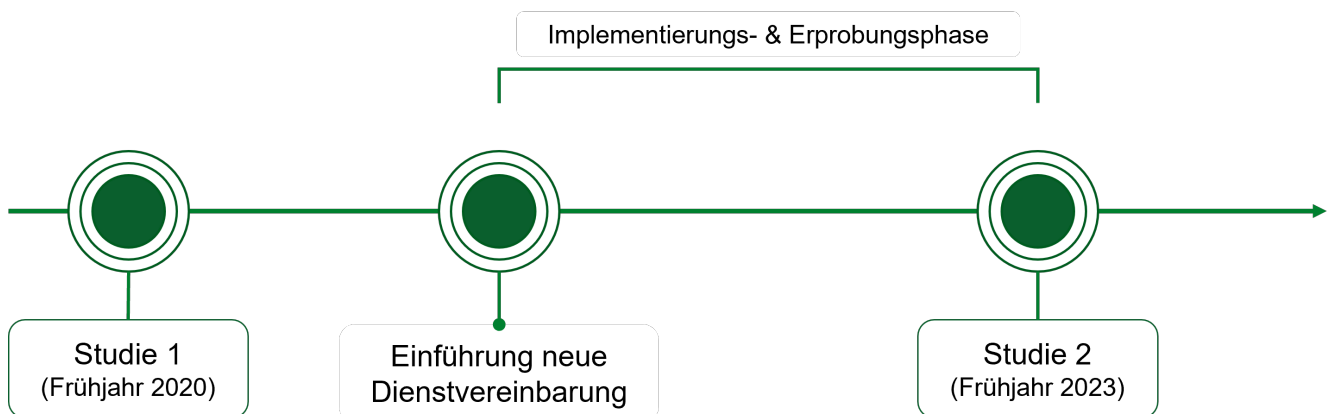 Implementierungs- & Erprobungsphase
Studie 1
(Frühjahr 2020)
Einführung neue
Dienstvereinbarung
Studie 2
(Frühjahr 2023)